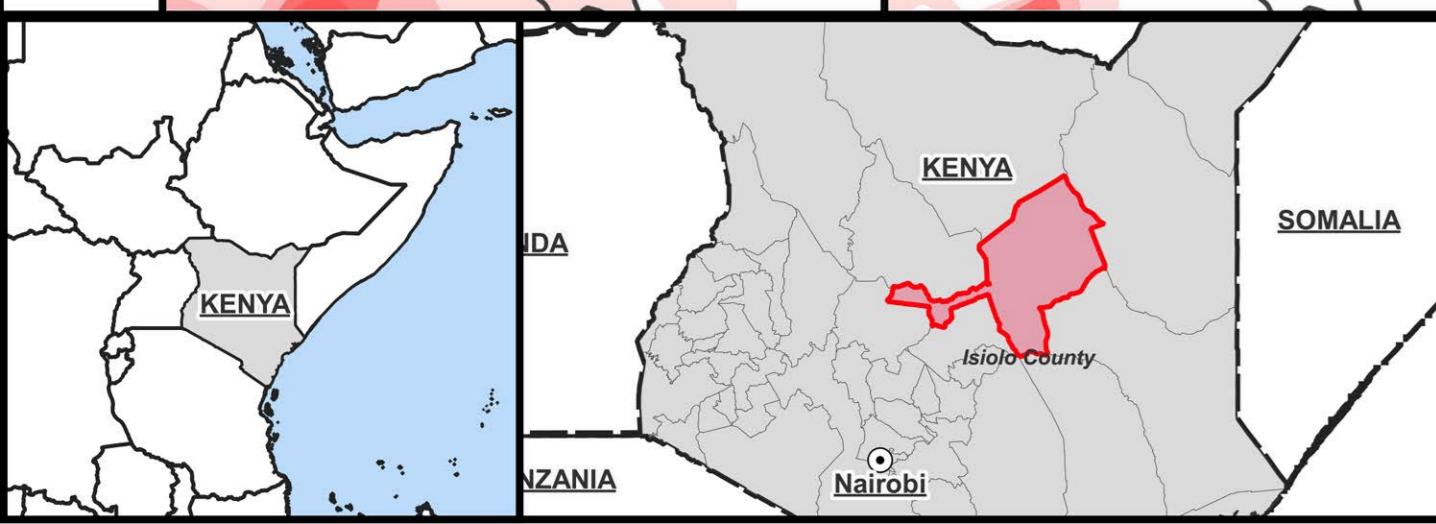 KENYA
KENYA
NDA
SOMALIA
Isiolo County
Nairobi
NZANIA